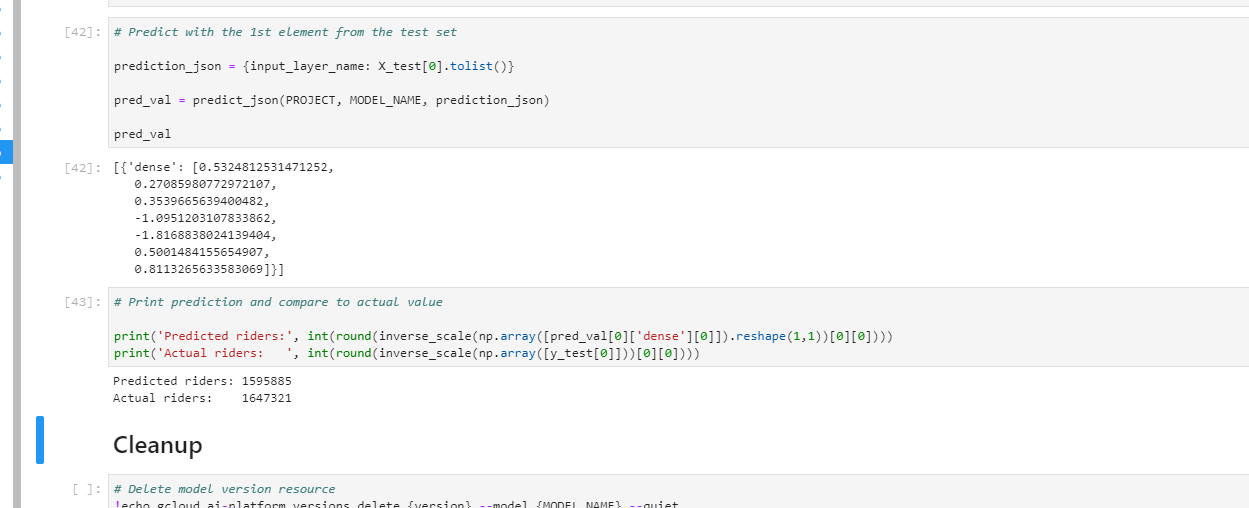 [42]: # Predict with the 1st element from the test set
prediction_json = {input_layer_name: X_test[0].tolist()}
pred_val = predict_json(PROJECT, MODEL_NAME, prediction_json)
pred_val
[42]: [{'dense': [0.5324812531471252,
0.27085980772972107,
0.3539665639400482,
-1.0951203107833862,
-1.8168838024139404,
0.5001484155654907,
0.8113265633583069]}]
[43]: # Print prediction and compare to actual value
print('Predicted riders:', int(round(inverse_scale(np.array([pred_val[0]['dense'][0]]).reshape(1,1))[0][0])))
print('Actual riders:   ', int(round(inverse_scale(np.array([y_test[0]]))[0][0])))
Predicted riders: 1595885
Actual riders:    1647321
Cleanup
[ ]: # Delete model version resource
!echo gcloud ai-platform versions delete {version} --model {MODEL_NAME} --quiet